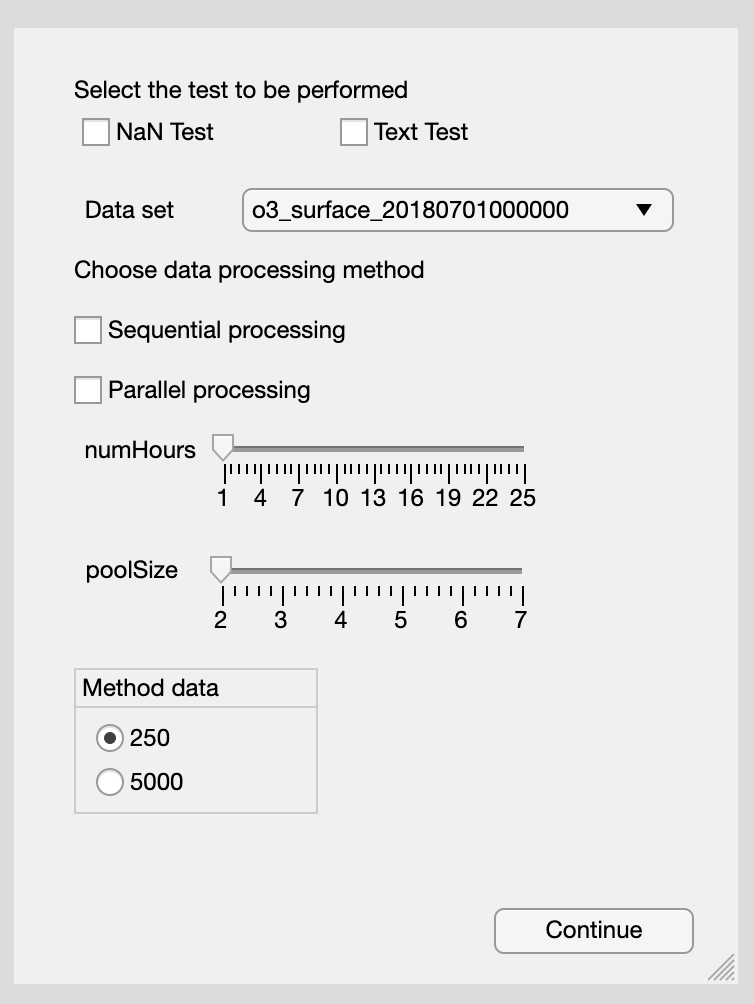 Select the test to be performed
NaN Test Text Test
Data set o3_surface_20180701000000
Choose data processing method
Sequential processing
Parallel processing
numHours
1 4 7 10 13 16 19 22 25
poolSize
2 3 4 5 6 7
Method data
250
5000
Continue